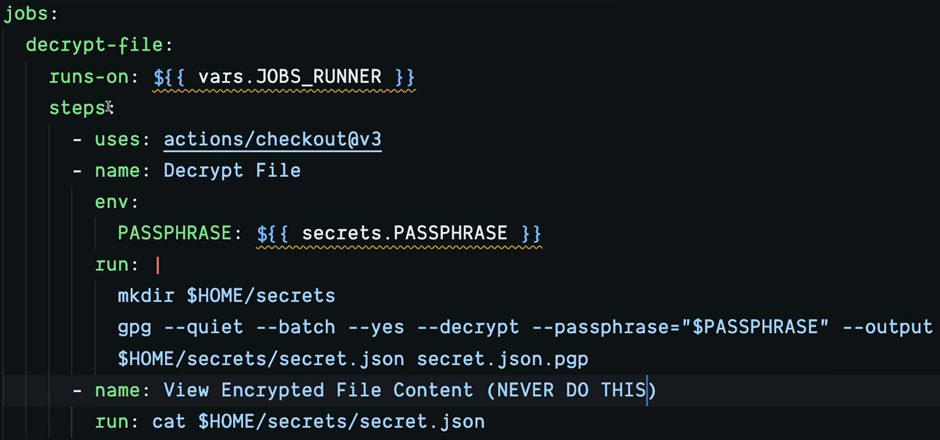 jobs:
decrypt-file:
runs-on: ${{ vars.JOBS_RUNNER }}
steps:
- uses: actions/checkout@v3
- name: Decrypt File
env:
PASSPHRASE: ${{ secrets.PASSPHRASE }}
run: |
mkdir $HOME/secrets
gpg --quiet --batch --yes --decrypt --passphrase="$PASSPHRASE" --output
$HOME/secrets/secret.json secret.json.pgp
- name: View Encrypted File Content (NEVER DO THIS)
run: cat $HOME/secrets/secret.json